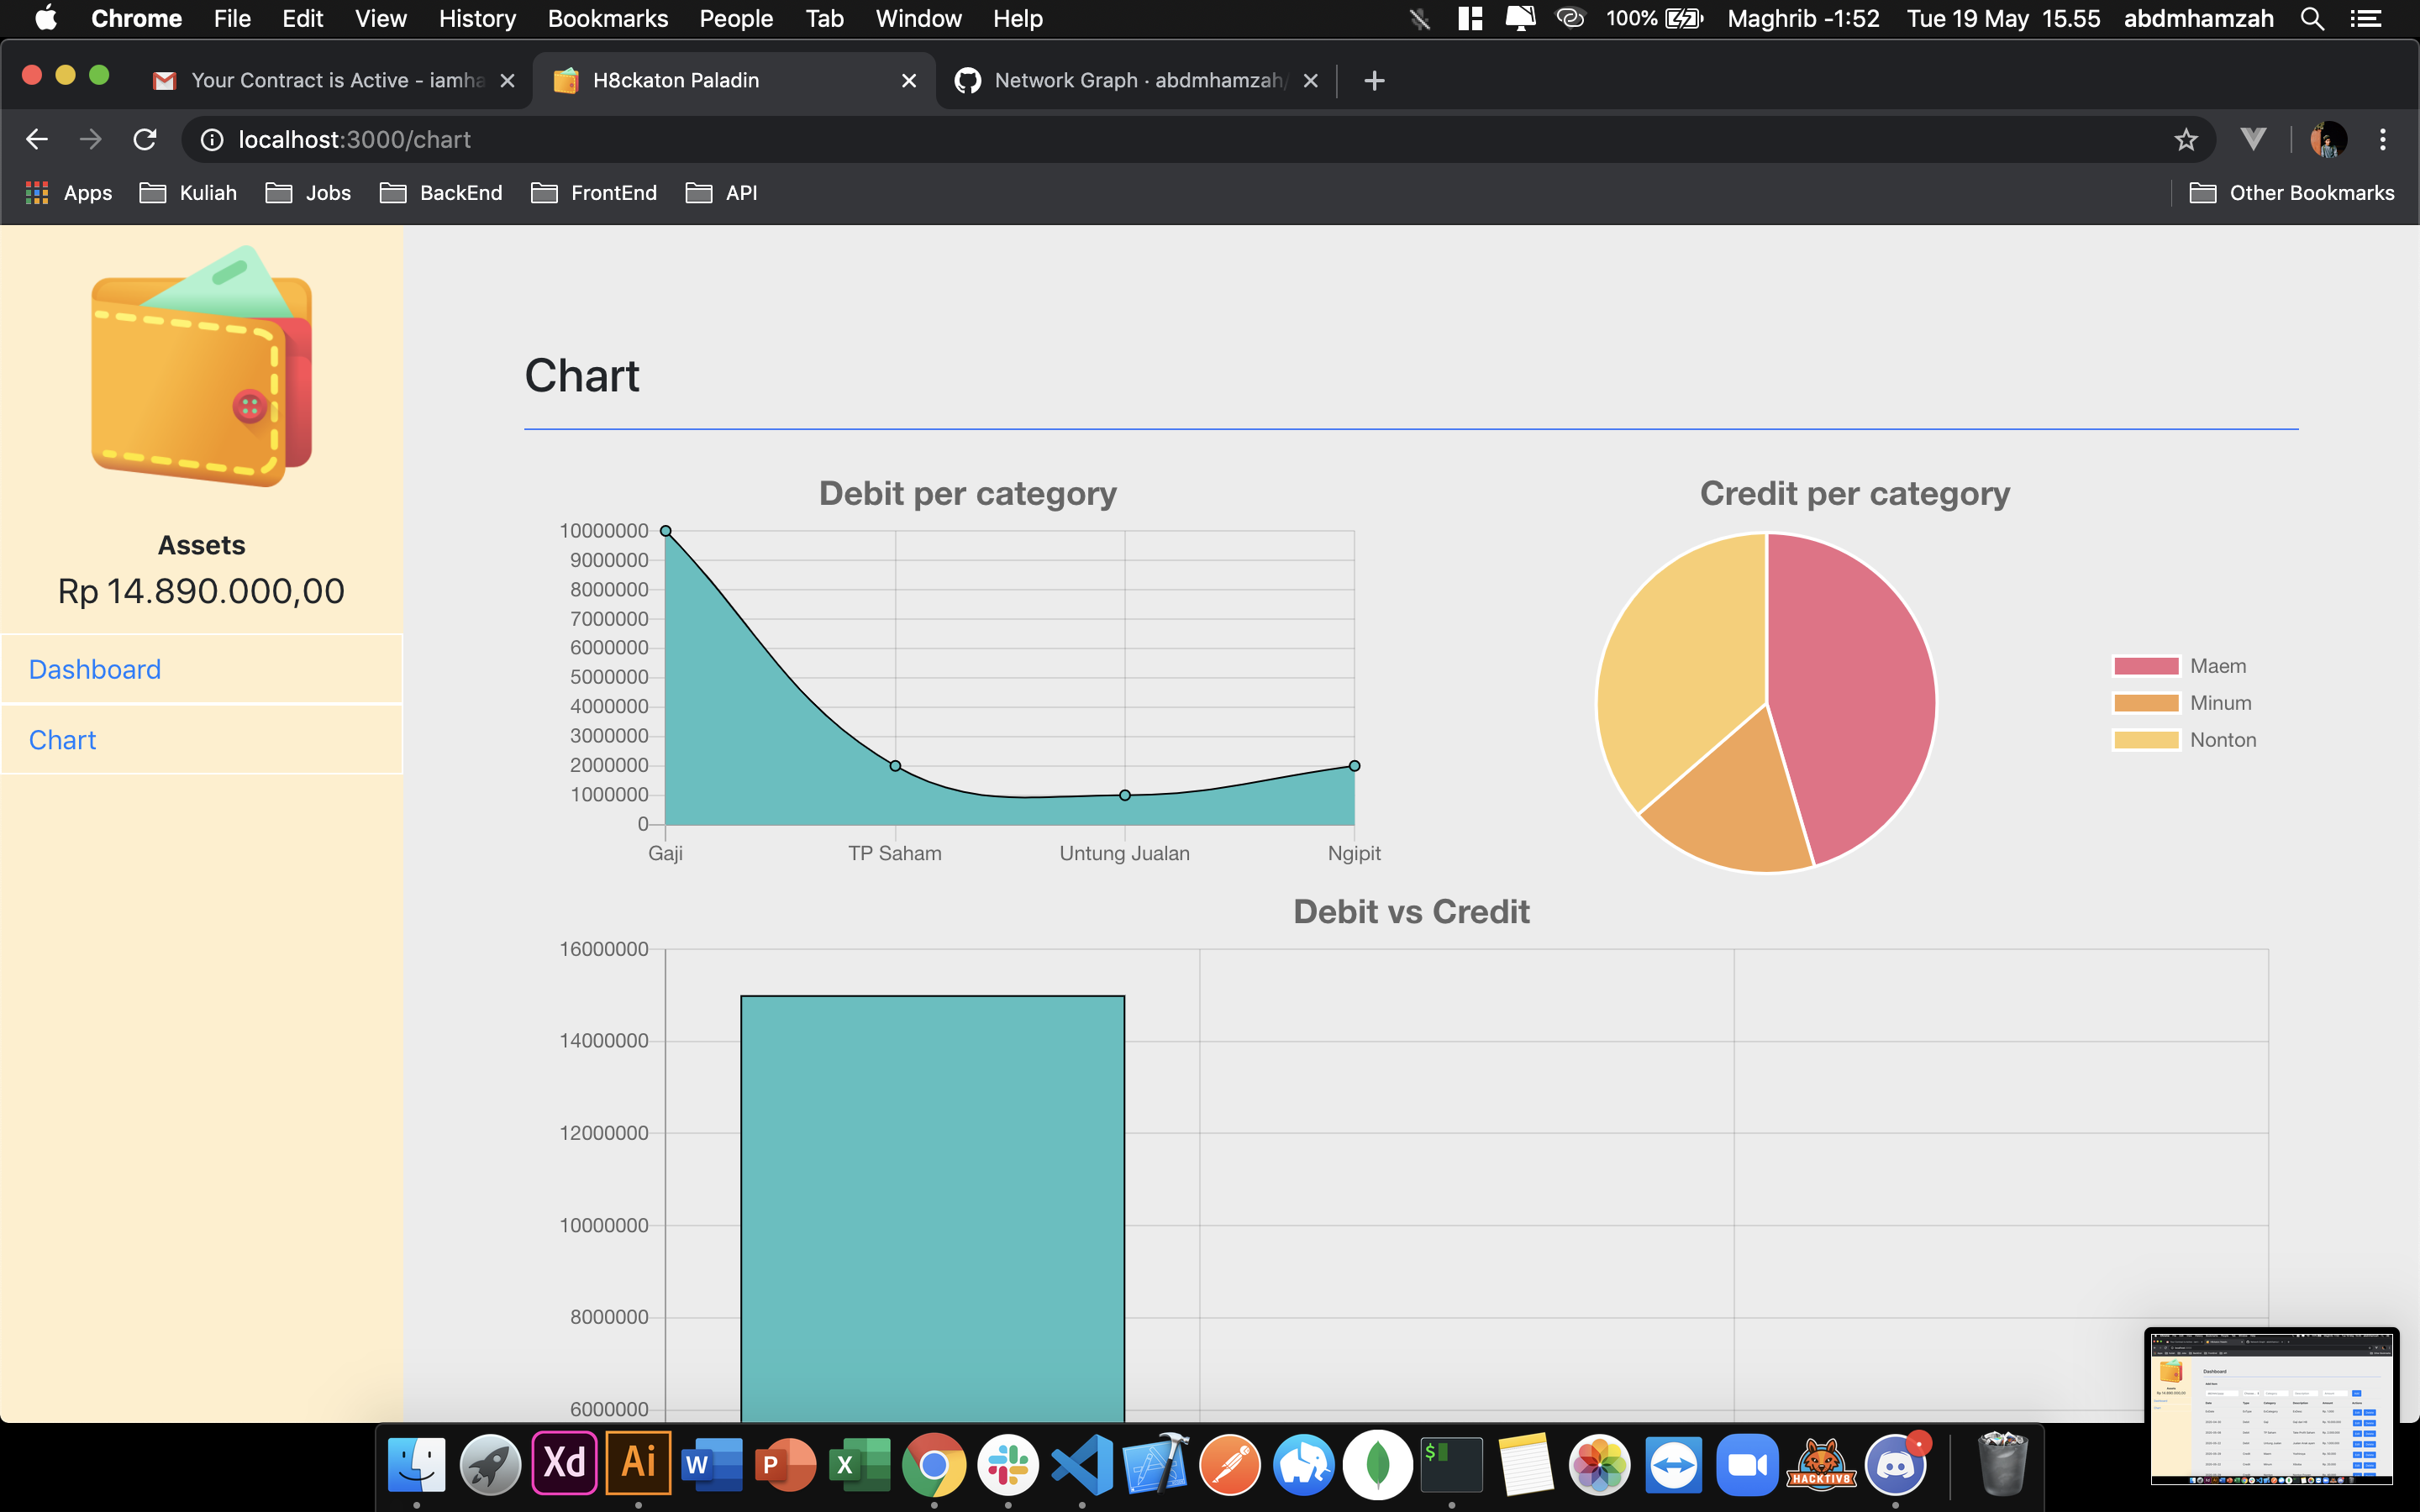 Chrome File Edit View History Bookmarks People Tab Window Help 100% Maghrib -1:52 Tue 19 May 15.55 abdmhamzah
Your Contract is Active - iamha H8ckaton Paladin Network Graph · abdmhamzah/
localhost:3000/chart
Apps Kuliah Jobs BackEnd FrontEnd API Other Bookmarks
Assets
Rp 14.890.000,00
Dashboard
Chart
Chart
Debit per category
10000000
9000000
8000000
7000000
6000000
5000000
4000000
3000000
2000000
1000000
0
Gaji TP Saham Untung Jualan Ngipit
Credit per category
Maem
Minum
Nonton
Debit vs Credit
16000000
14000000
12000000
10000000
8000000
6000000
Xd Ai W P X $ HACKTIV8